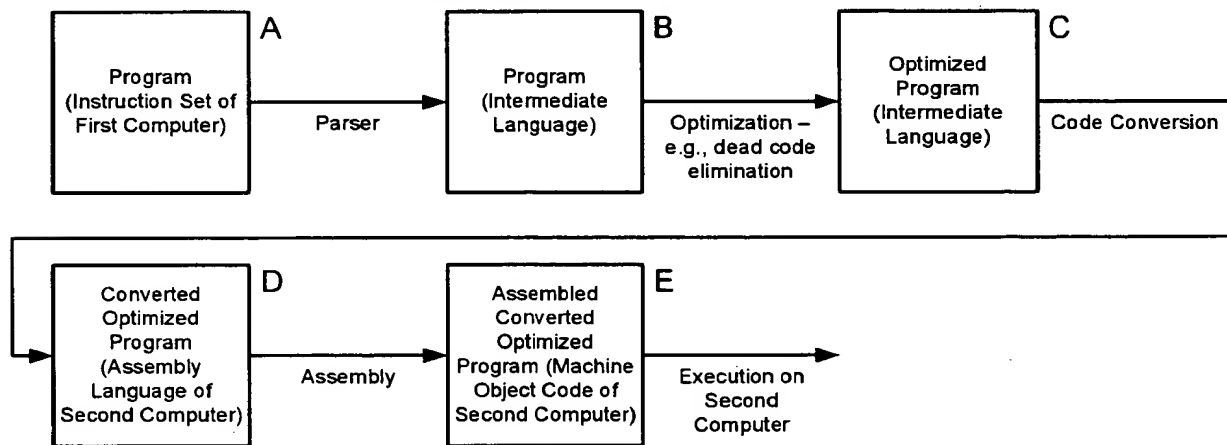 A
Program
(Instruction Set of
First Computer)
Parser
B
Program
(Intermediate
Language)
Optimization –
e.g., dead code
elimination
C
Optimized
Program
(Intermediate
Language)
Code Conversion
D
Converted
Optimized
Program
(Assembly
Language of
Second Computer)
Assembly
E
Assembled
Converted
Optimized
Program (Machine
Object Code of
Second Computer)
Execution on
Second
Computer